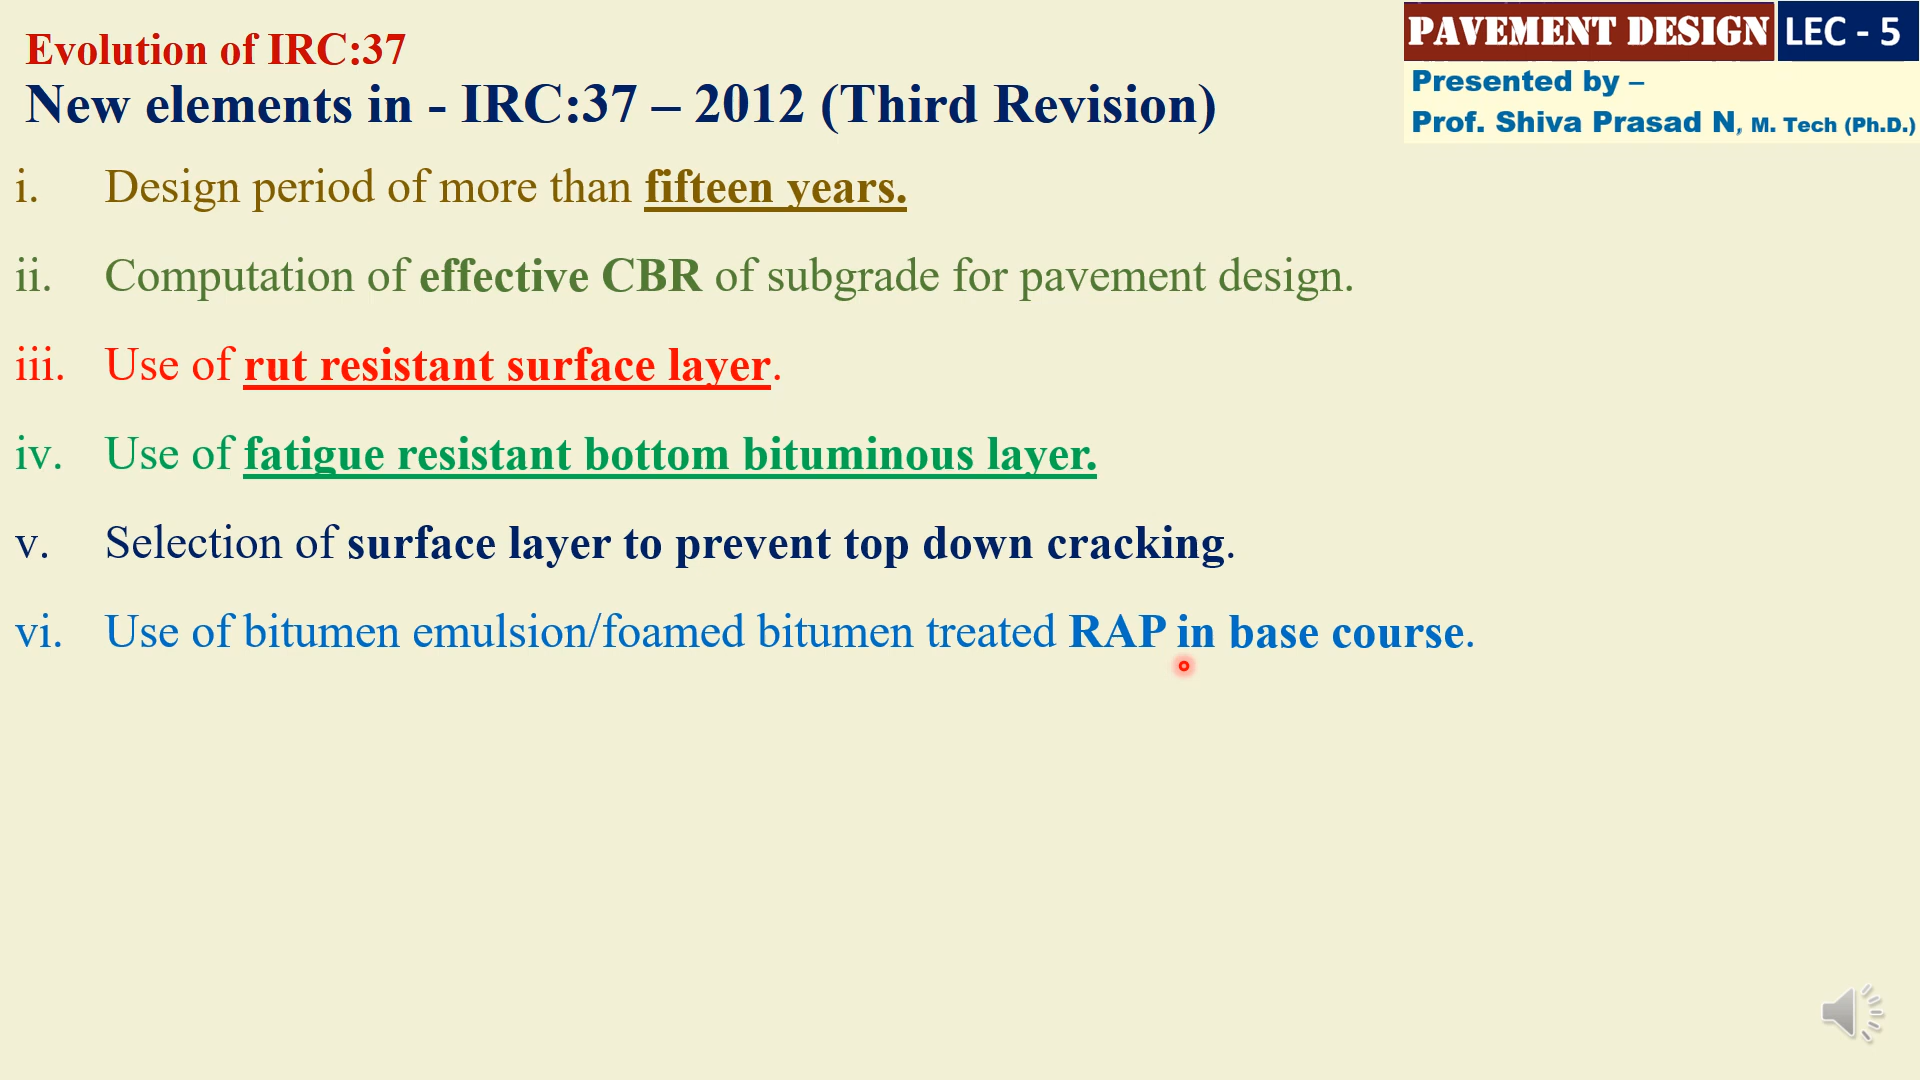 Evolution of IRC:37
New elements in - IRC:37 – 2012 (Third Revision)
PAVEMENT DESIGN LEC - 5
Presented by –
Prof. Shiva Prasad N, M. Tech (Ph.D.)
i. Design period of more than fifteen years.
ii. Computation of effective CBR of subgrade for pavement design.
iii. Use of rut resistant surface layer.
iv. Use of fatigue resistant bottom bituminous layer.
v. Selection of surface layer to prevent top down cracking.
vi. Use of bitumen emulsion/foamed bitumen treated RAP in base course.